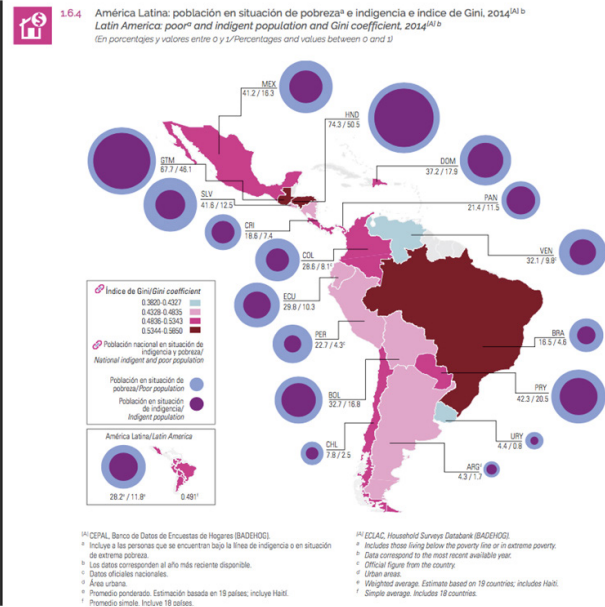 1.6.4 América Latina: población en situación de pobrezaª e indigencia e índice de Gini, 2014[A] b
Latin America: poorª and indigent population and Gini coefficient, 2014[A] b
(En porcentajes y valores entre 0 y 1/Percentages and values between 0 and 1)
MEX
41.2 / 16.3
HND
74.3 / 50.5
GTM
67.7 / 46.1
DOM
37.2 / 17.9
SLV
41.6 / 12.5
PAN
21.4 / 11.5
CRI
18.6 / 7.4
COL
28.6 / 8.1c
VEN
32.1 / 9.8c
ECU
29.8 / 10.3
Índice de Gini/Gini coefficient
0.3820-0.4327
0.4328-0.4835
0.4836-0.5343
0.5344-0.5850
Población nacional en situación de
indigencia y pobreza/
National indigent and poor population
Población en situación de
pobreza/Poor population
Población en situación
de indigencia/
Indigent population
PER
22.7 / 4.3c
BRA
16.5 / 4.6
BOL
32.7 / 16.8
PRY
42.3 / 20.5
CHL
7.8 / 2.5
URY
4.4 / 0.8
ARGd
4.3 / 1.7
América Latina/Latin America
28.2e / 11.8e
0.491f
[A] CEPAL, Banco de Datos de Encuestas de Hogares (BADEHOG).
a Incluye a las personas que se encuentran bajo la línea de indigencia o en situación
de extrema pobreza.
b Los datos corresponden al año más reciente disponible.
c Datos oficiales nacionales.
d Área urbana.
e Promedio ponderado. Estimación basada en 19 países; incluye Haití.
f Promedio simple. Incluye 18 países.
[A] ECLAC, Household Surveys Databank (BADEHOG).
a Includes those living below the poverty line or in extreme poverty.
b Data correspond to the most recent available year.
c Official figure from the country.
d Urban areas.
e Weighted average. Estimate based on 19 countries; includes Haiti.
f Simple average. Includes 18 countries.